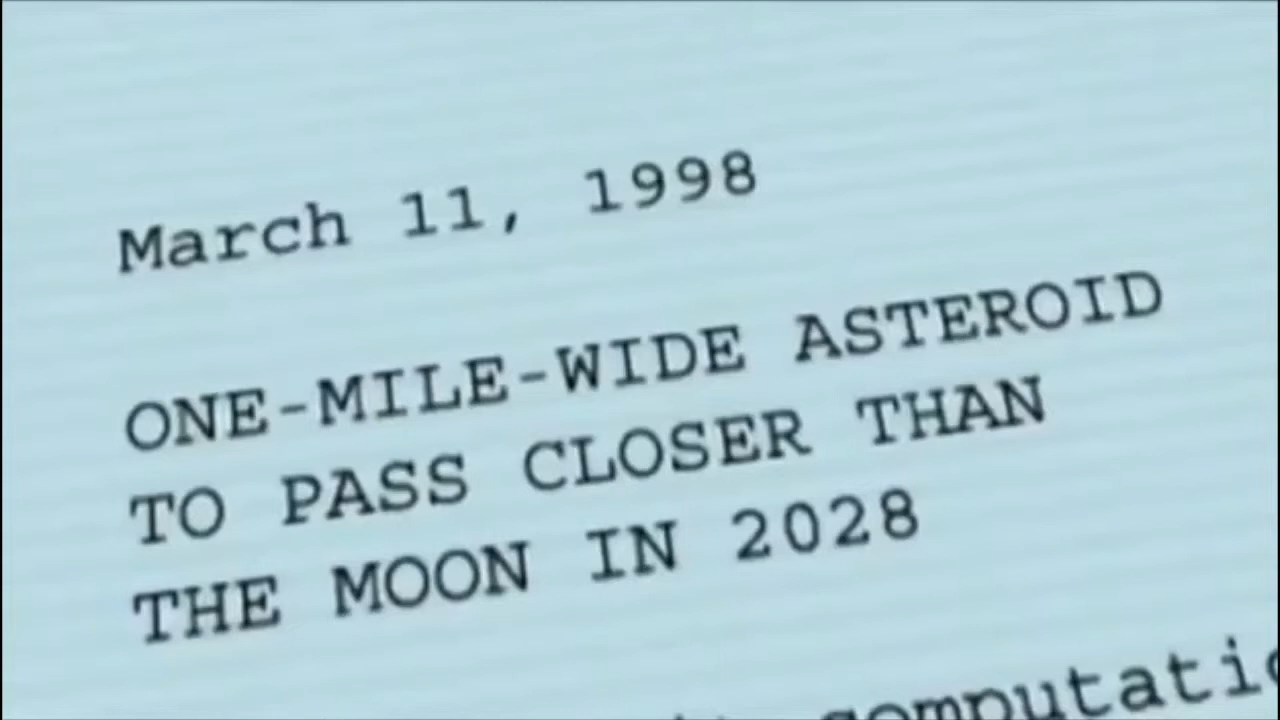 March 11, 1998
ONE-MILE-WIDE ASTEROID
TO PASS CLOSER THAN
THE MOON IN 2028